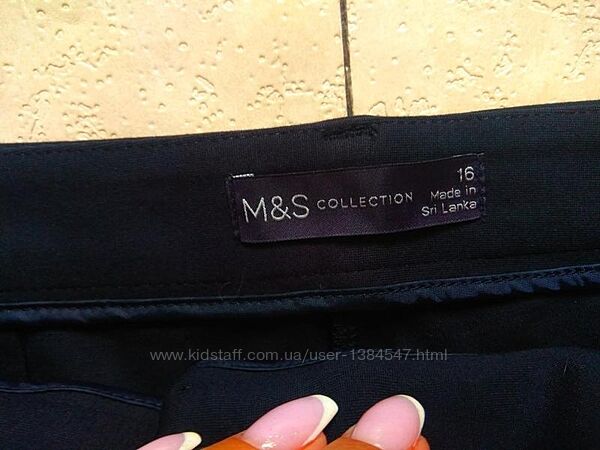 M&S COLLECTION
16
Made in
Sri Lanka
www.kidstaff.com.ua/user-1384547.html